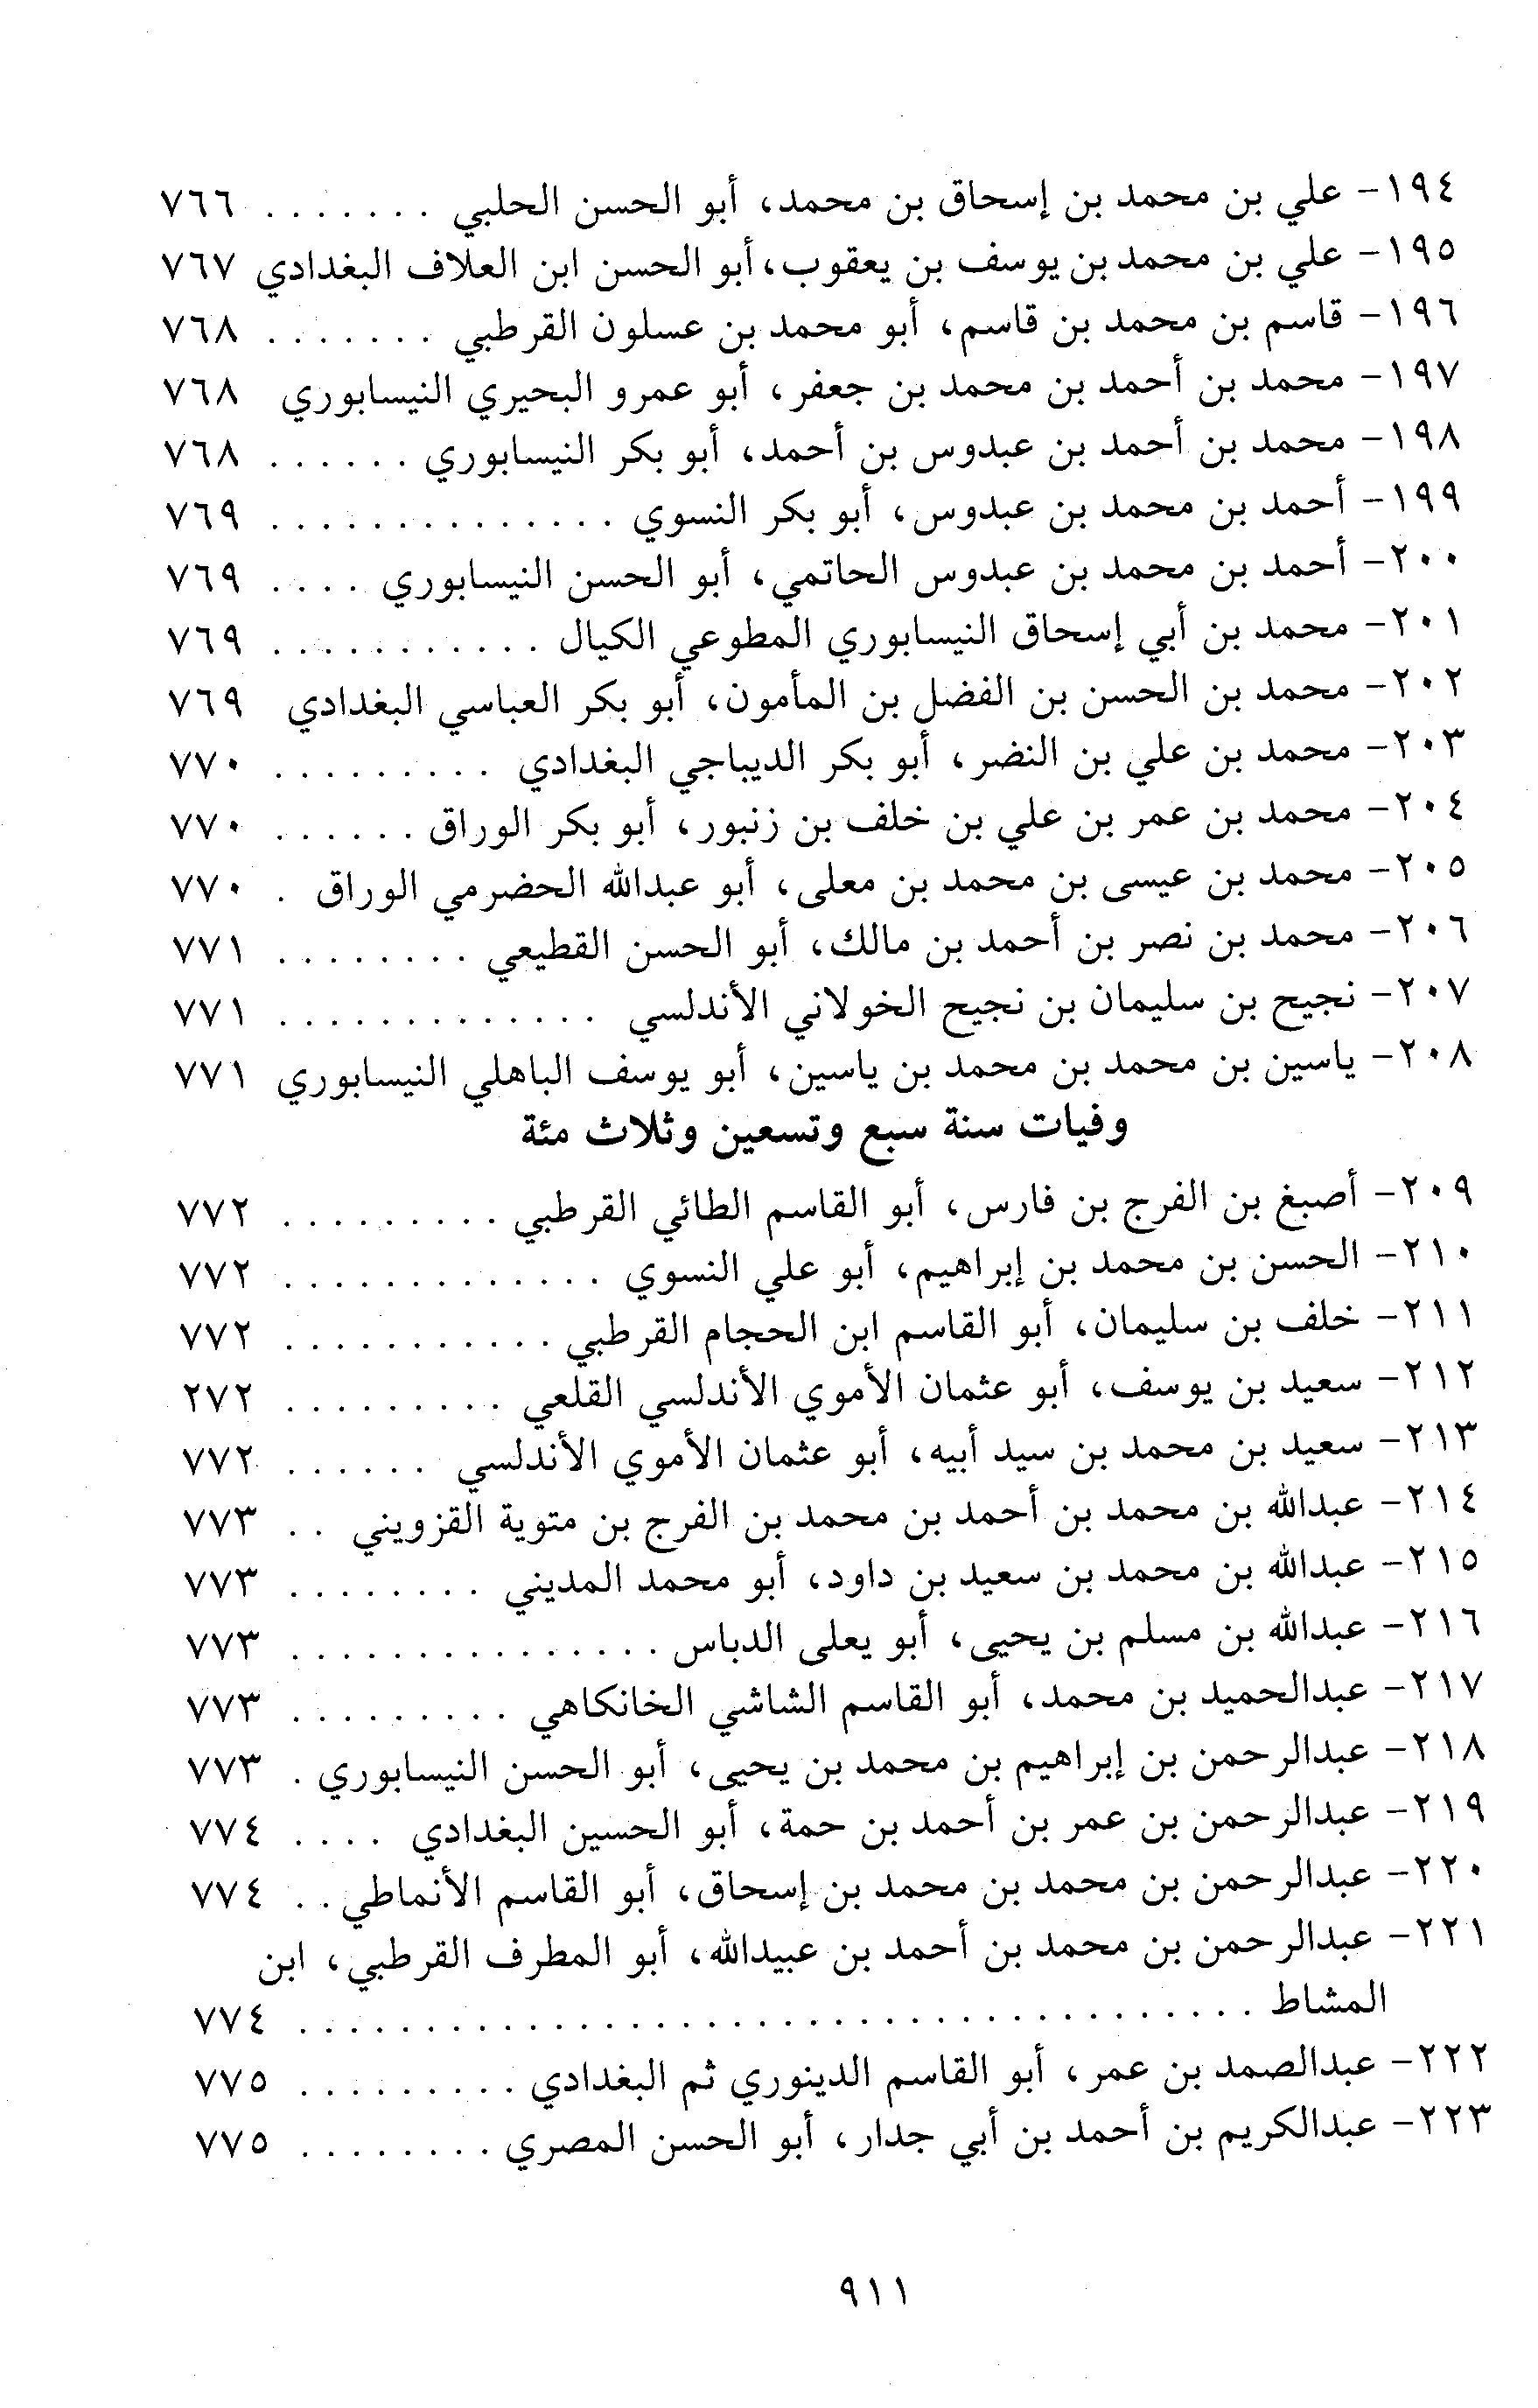 ١٩٤- علي بن محمد بن إسحاق بن محمد، أبو الحسن الحلبي . . . . . . . ٧٦٦
١٩٥- علي بن محمد بن يوسف بن يعقوب، أبو الحسن ابن العلاف البغدادي ٧٦٧
١٩٦- قاسم بن محمد بن قاسم، أبو محمد بن عسلون القرطبي . . . . . . . ٧٦٨
١٩٧- محمد بن أحمد بن محمد بن جعفر، أبو عمرو البحيري النيسابوري ٧٦٨
١٩٨- محمد بن أحمد بن عبدوس بن أحمد، أبو بكر النيسابوري . . . . . . ٧٦٨
١٩٩- أحمد بن محمد بن عبدوس، أبو بكر النسوي . . . . . . . . . . . . . . ٧٦٩
٢٠٠- أحمد بن محمد بن عبدوس الحاتمي، أبو الحسن النيسابوري . . . . ٧٦٩
٢٠١- محمد بن أبي إسحاق النيسابوري المطوعي الكيال . . . . . . . . . . . ٧٦٩
٢٠٢- محمد بن الحسن بن الفضل بن المأمون، أبو بكر العباسي البغدادي ٧٦٩
٢٠٣- محمد بن علي بن النضر، أبو بكر الديباجي البغدادي . . . . . . . . . ٧٧٠
٢٠٤- محمد بن عمر بن علي بن خلف بن زنبور، أبو بكر الوراق . . . . . . ٧٧٠
٢٠٥- محمد بن عيسى بن محمد بن معلى، أبو عبدالله الحضرمي الوراق . ٧٧٠
٢٠٦- محمد بن نصر بن أحمد بن مالك، أبو الحسن القطيعي . . . . . . . . ٧٧١
٢٠٧- نجيح بن سليمان بن نجيح الخولاني الأندلسي . . . . . . . . . . . . . ٧٧١
٢٠٨- ياسين بن محمد بن محمد بن ياسين، أبو يوسف الباهلي النيسابوري ٧٧١
وفيات سنة سبع وتسعين وثلاث مئة
٢٠٩- أصبغ بن الفرج بن فارس، أبو القاسم الطائي القرطبي . . . . . . . . . ٧٧٢
٢١٠- الحسن بن محمد بن إبراهيم، أبو علي النسوي . . . . . . . . . . . . . ٧٧٢
٢١١- خلف بن سليمان، أبو القاسم ابن الحجام القرطبي . . . . . . . . . . . ٧٧٢
٢١٢- سعيد بن يوسف، أبو عثمان الأموي الأندلسي القلعي . . . . . . . . . ٢٧٢
٢١٣- سعيد بن محمد بن سيد أبيه، أبو عثمان الأموي الأندلسي . . . . . . ٧٧٢
٢١٤- عبدالله بن محمد بن أحمد بن محمد بن الفرج بن متوية القزويني . . ٧٧٣
٢١٥- عبدالله بن محمد بن سعيد بن داود، أبو محمد المديني . . . . . . . . ٧٧٣
٢١٦- عبدالله بن مسلم بن يحيى، أبو يعلى الدباس . . . . . . . . . . . . . . . ٧٧٣
٢١٧- عبدالحميد بن محمد، أبو القاسم الشاشي الخانكاهي . . . . . . . . . ٧٧٣
٢١٨- عبدالرحمن بن إبراهيم بن محمد بن يحيى، أبو الحسن النيسابوري . ٧٧٣
٢١٩- عبدالرحمن بن عمر بن أحمد بن حمة، أبو الحسين البغدادي . . . . ٧٧٤
٢٢٠- عبدالرحمن بن محمد بن محمد بن إسحاق، أبو القاسم الأنماطي . . ٧٧٤
٢٢١- عبدالرحمن بن محمد بن أحمد بن عبيدالله، أبو المطرف القرطبي، ابن
المشاط . . . . . . . . . . . . . . . . . . . . . . . . . . . . . . . . . . . . . . ٧٧٤
٢٢٢- عبدالصمد بن عمر، أبو القاسم الدينوري ثم البغدادي . . . . . . . . . ٧٧٥
٢٢٣- عبدالكريم بن أحمد بن أبي جدار، أبو الحسن المصري . . . . . . . . ٧٧٥
٩١١